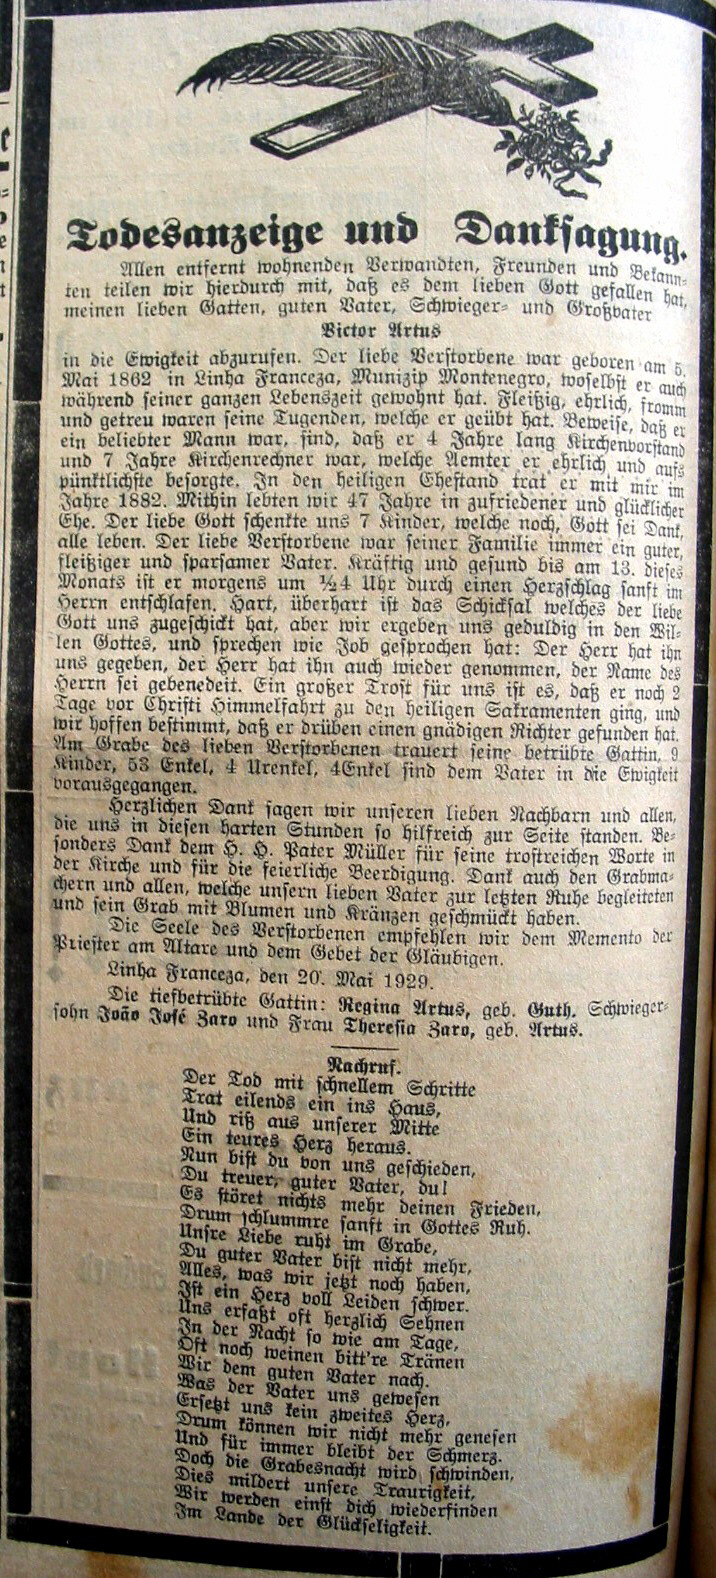 Todesanzeige und Danksagung.
Allen entfernt wohnenden Verwandten, Freunden und Bekann-
ten teilen wir hierdurch mit, daß es dem lieben Gott gefallen hat,
meinen lieben Gatten, guten Vater, Schwieger- und Großvater
Victor Artus
in die Ewigkeit abzurufen. Der liebe Verstorbene war geboren am 5.
Mai 1862 in Linha Franceza, Munizip Montenegro, woselbst er auch
während seiner ganzen Lebenszeit gewohnt hat. Fleißig, ehrlich, fromm
und getreu waren seine Tugenden, welche er geübt hat. Beweise, daß er
ein beliebter Mann war, sind, daß er 4 Jahre lang Kirchenvorstand
und 7 Jahre Kirchenrechner war, welche Aemter er ehrlich und aufs
pünktlichste besorgte. In den heiligen Ehestand trat er mit mir im
Jahre 1882. Mithin lebten wir 47 Jahre in zufriedener und glücklicher
Ehe. Der liebe Gott schenkte uns 7 Kinder, welche noch, Gott sei Dank,
alle leben. Der liebe Verstorbene war seiner Familie immer ein guter,
fleißiger und sparsamer Vater. Kräftig und gesund bis am 13. dieses
Monats ist er morgens um ½4 Uhr durch einen Herzschlag sanft im
Herrn entschlafen. Hart, überhart ist das Schicksal welches der liebe
Gott uns zugeschickt hat, aber wir ergeben uns geduldig in den Wil-
len Gottes, und sprechen wie Job gesprochen hat: Der Herr hat ihn
uns gegeben, der Herr hat ihn auch wieder genommen, der Name des
Herrn sei gebenedeit. Ein großer Trost für uns ist es, daß er noch 2
Tage vor Christi Himmelfahrt zu den heiligen Sakramenten ging, und
wir hoffen bestimmt, daß er drüben einen gnädigen Richter gefunden hat.
Am Grabe des lieben Verstorbenen trauert seine betrübte Gattin, 9
Kinder, 53 Enkel, 4 Urenkel, 4Enkel sind dem Vater in die Ewigkeit
vorausgegangen.
Herzlichen Dank sagen wir unseren lieben Nachbarn und allen,
die uns in diesen harten Stunden so hilfreich zur Seite standen. Be-
sonders Dank dem H. H. Pater Müller für seine trostreichen Worte in
der Kirche und für die feierliche Beerdigung. Dank auch den Grabma-
chern und allen, welche unsern lieben Vater zur letzten Ruhe begleiteten
und sein Grab mit Blumen und Kränzen geschmückt haben.
Die Seele des Verstorbenen empfehlen wir dem Memento der
Priester am Altare und dem Gebet der Gläubigen.
Linha Franceza, den 20. Mai 1929.
Die tiefbetrübte Gattin: Regina Artus, geb. Guth. Schwieger-
sohn João José Zaro und Frau Theresia Zaro, geb. Artus.
Nachruf.
Der Tod mit schnellem Schritte
Trat eilends ein ins Haus,
Und riß aus unserer Mitte
Ein teures Herz heraus.
Nun bist du von uns geschieden,
Du treuer, guter Vater, du!
Es störet nichts mehr deinen Frieden,
Drum schlummre sanft in Gottes Ruh.
Unsre Liebe ruht im Grabe,
Du guter Vater bist nicht mehr,
Alles, was wir jetzt noch haben,
Ist ein Herz voll Leiden schwer.
Uns erfaßt oft herzlich Sehnen
In der Nacht so wie am Tage,
Oft noch weinen bitt're Tränen
Wir dem guten Vater nach.
Was der Vater uns gewesen
Ersetzt uns kein zweites Herz,
Drum können wir nicht mehr genesen
Und für immer bleibt der Schmerz.
Doch die Grabesnacht wird schwinden,
Dies mildert unsere Traurigkeit,
Wir werden einst dich wiederfinden
Im Lande der Glückseligkeit.